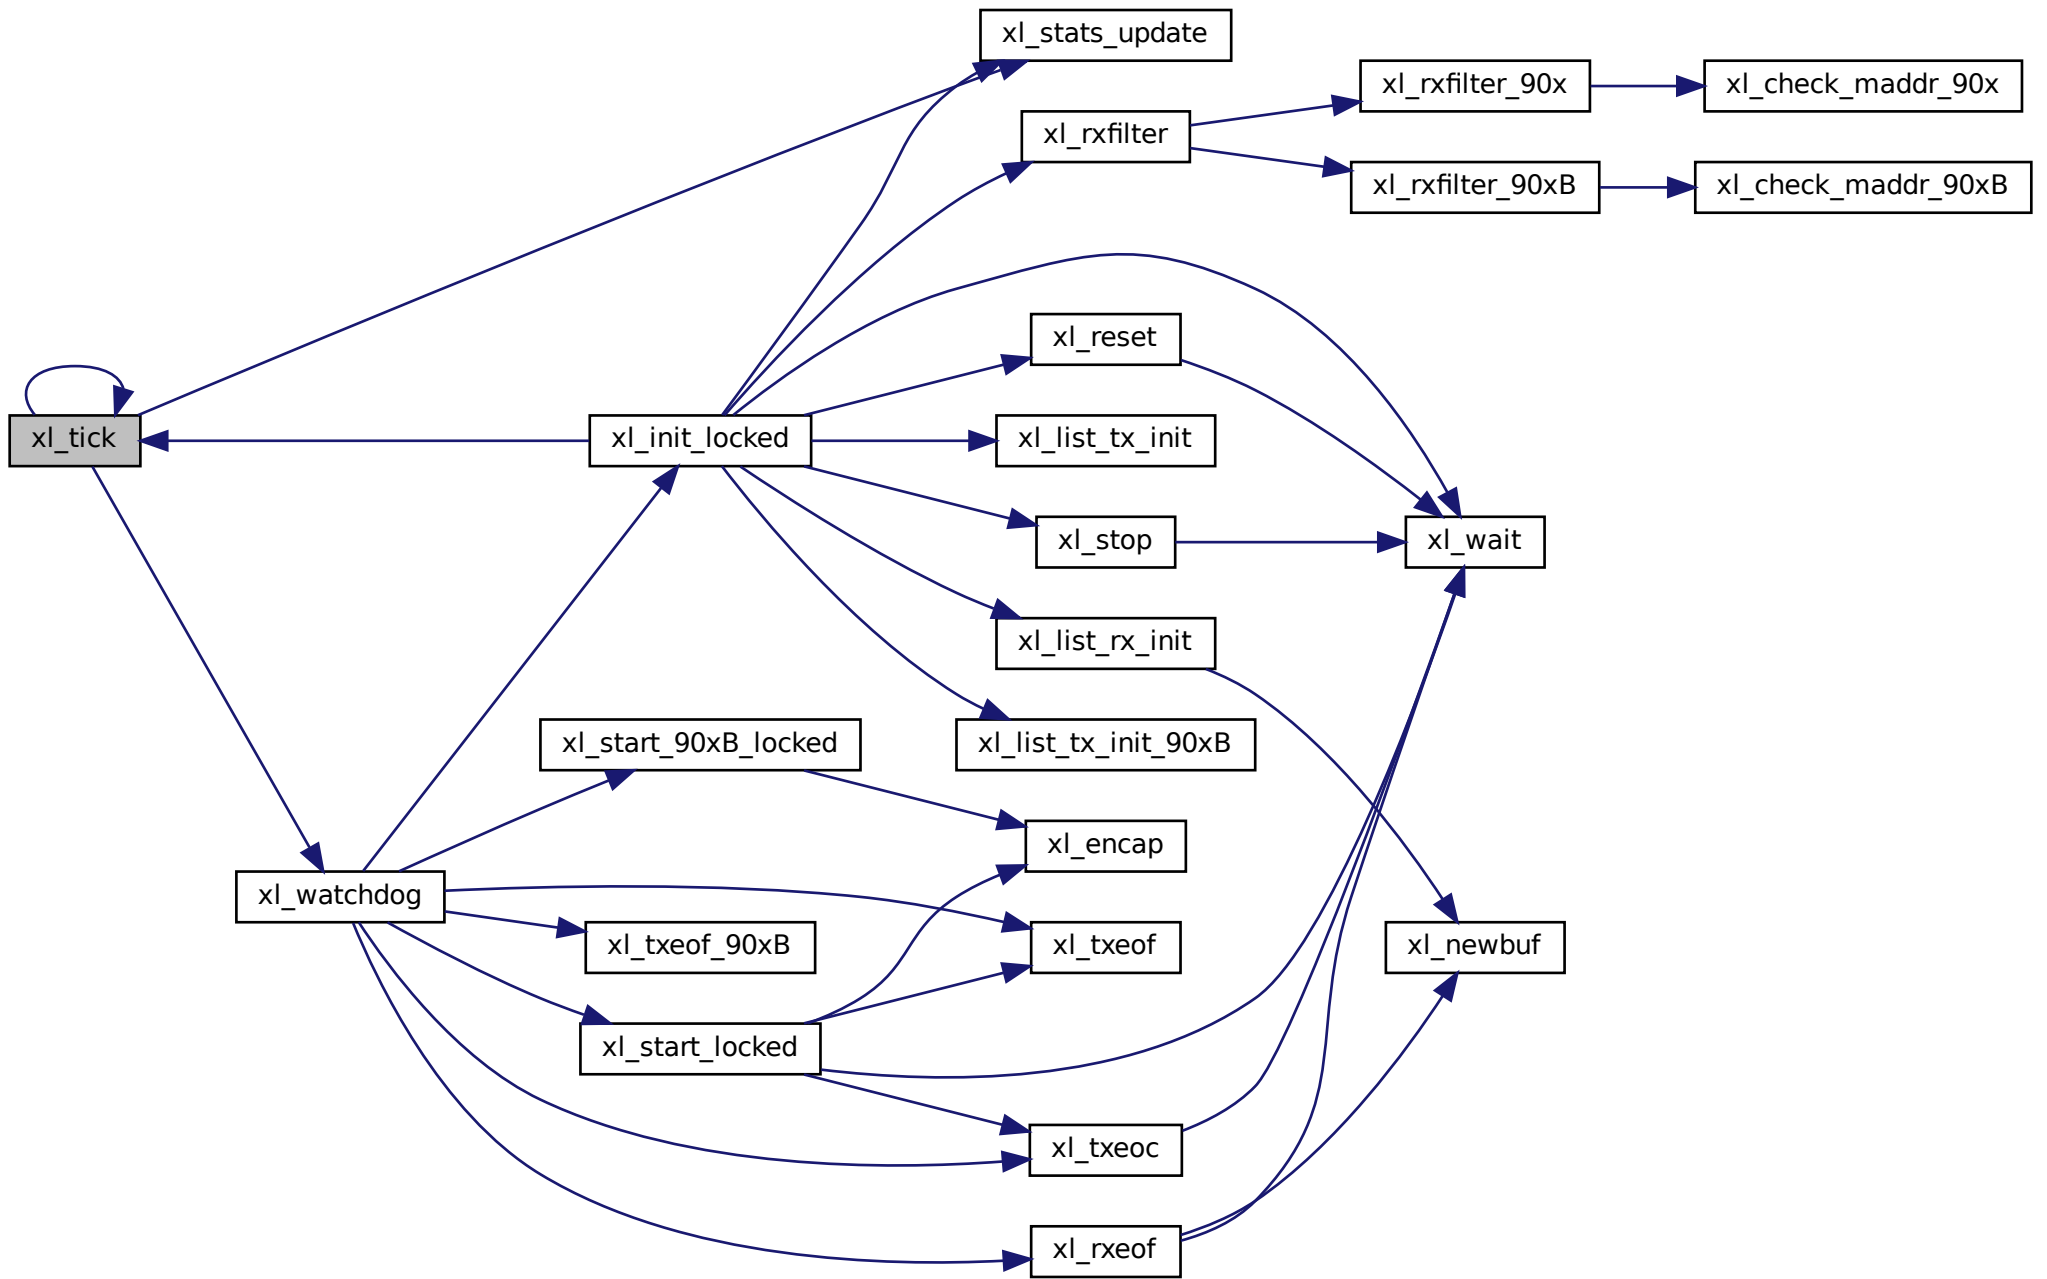 xl_stats_update
xl_rxfilter_90x
xl_check_maddr_90x
xl_rxfilter
xl_rxfilter_90xB
xl_check_maddr_90xB
xl_reset
xl_tick
xl_init_locked
xl_list_tx_init
xl_stop
xl_wait
xl_list_rx_init
xl_start_90xB_locked
xl_list_tx_init_90xB
xl_encap
xl_watchdog
xl_txeof_90xB
xl_txeof
xl_newbuf
xl_start_locked
xl_txeoc
xl_rxeof